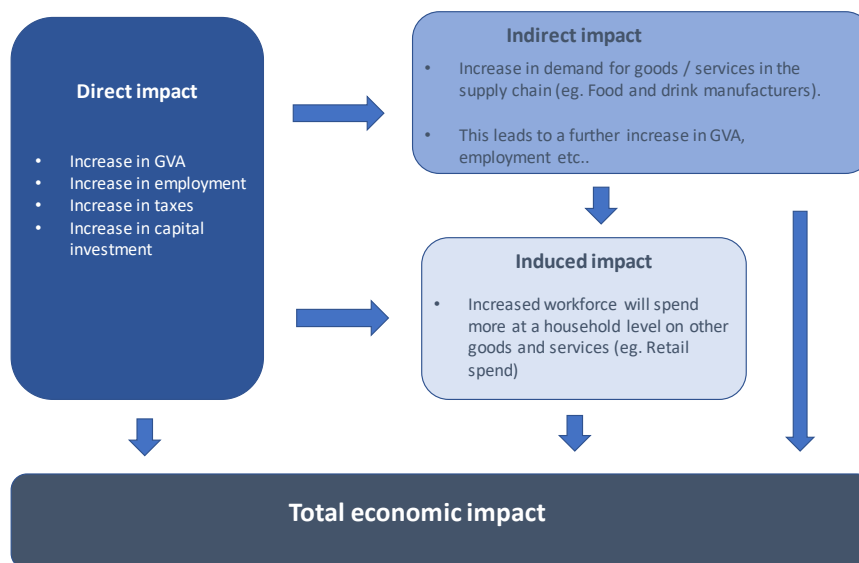 Direct impact
• Increase in GVA
• Increase in employment
• Increase in taxes
• Increase in capital
investment
Indirect impact
• Increase in demand for goods / services in the
supply chain (eg. Food and drink manufacturers).
• This leads to a further increase in GVA,
employment etc..
Induced impact
• Increased workforce will spend
more at a household level on other
goods and services (eg. Retail
spend)
Total economic impact